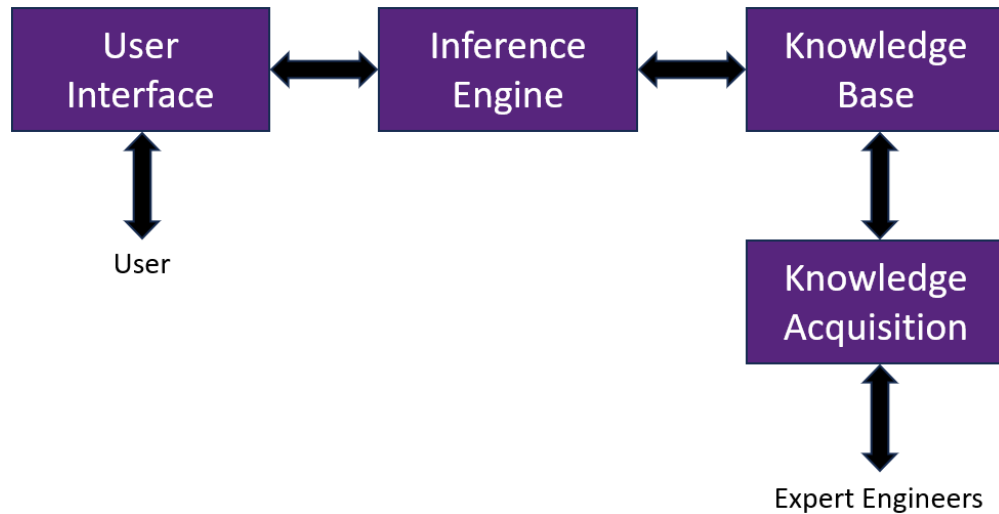 User
Interface
Inference
Engine
Knowledge
Base
User
Knowledge
Acquisition
Expert Engineers